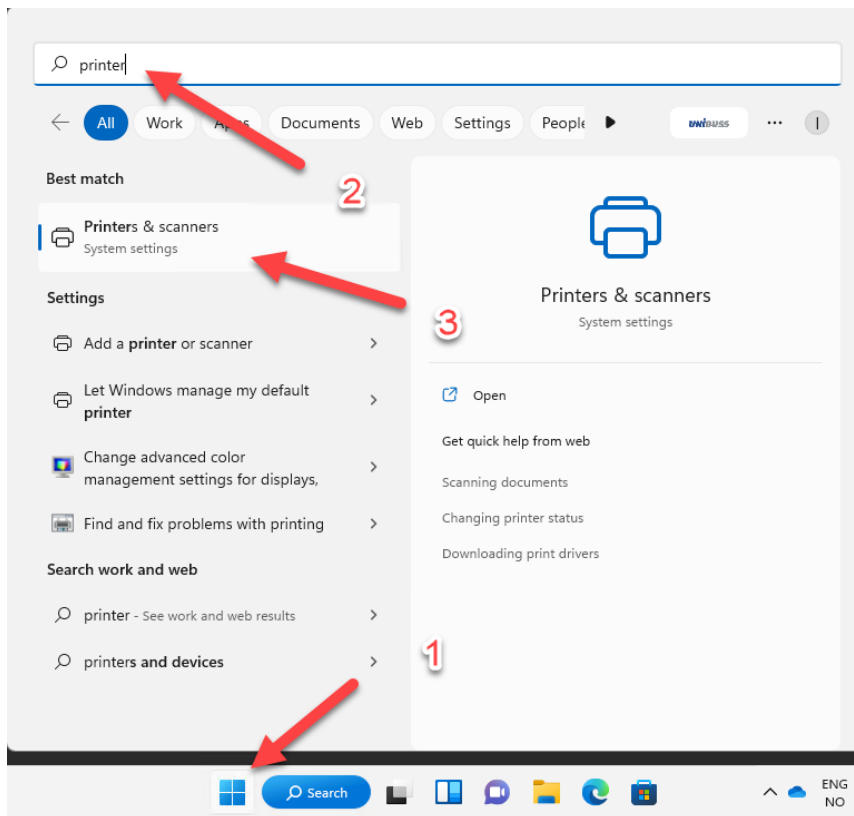 printer
All Work Apps Documents Web Settings People UNIBUSS ... I
Best match
2
Printers & scanners
System settings
3
Printers & scanners
System settings
Settings
Add a printer or scanner
Let Windows manage my default
printer
Change advanced color
management settings for displays,
Find and fix problems with printing
Open
Get quick help from web
Scanning documents
Changing printer status
Downloading print drivers
Search work and web
printer - See work and web results
printers and devices
1
Search
ENG
NO